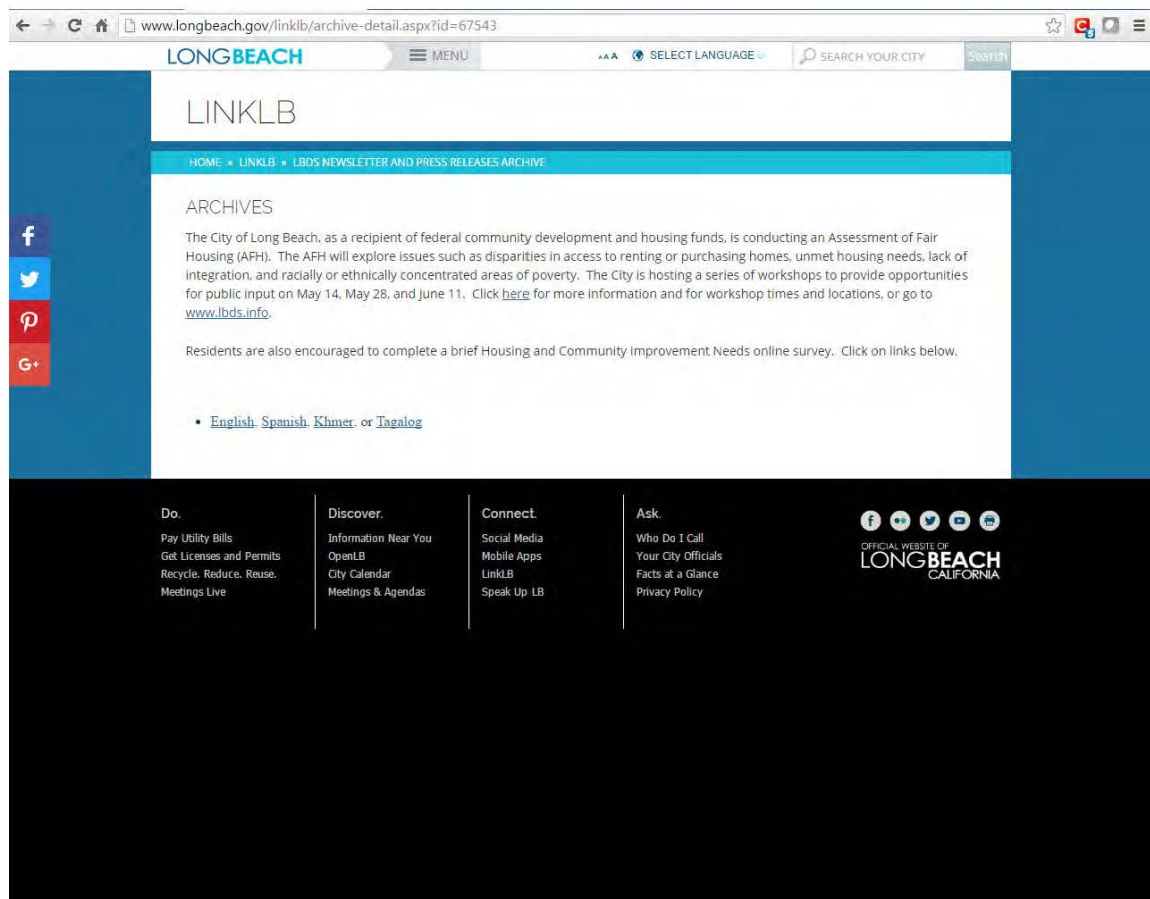 www.longbeach.gov/linklb/archive-detail.aspx?id=67543
LONGBEACH
MENU
AAA
SELECT LANGUAGE
SEARCH YOUR CITY
Search
LINKLB
HOME » LINKLB » LBDS NEWSLETTER AND PRESS RELEASES ARCHIVE
ARCHIVES
The City of Long Beach, as a recipient of federal community development and housing funds, is conducting an Assessment of Fair
Housing (AFH). The AFH will explore issues such as disparities in access to renting or purchasing homes, unmet housing needs, lack of
integration, and racially or ethnically concentrated areas of poverty. The City is hosting a series of workshops to provide opportunities
for public input on May 14, May 28, and June 11. Click here for more information and for workshop times and locations, or go to
www.lbds.info.
Residents are also encouraged to complete a brief Housing and Community Improvement Needs online survey. Click on links below.
• English, Spanish, Khmer, or Tagalog
Do.
Pay Utility Bills
Get Licenses and Permits
Recycle. Reduce. Reuse.
Meetings Live
Discover.
Information Near You
OpenLB
City Calendar
Meetings & Agendas
Connect.
Social Media
Mobile Apps
LinkLB
Speak Up LB
Ask.
Who Do I Call
Your City Officials
Facts at a Glance
Privacy Policy
OFFICIAL WEBSITE OF
LONGBEACH
CALIFORNIA